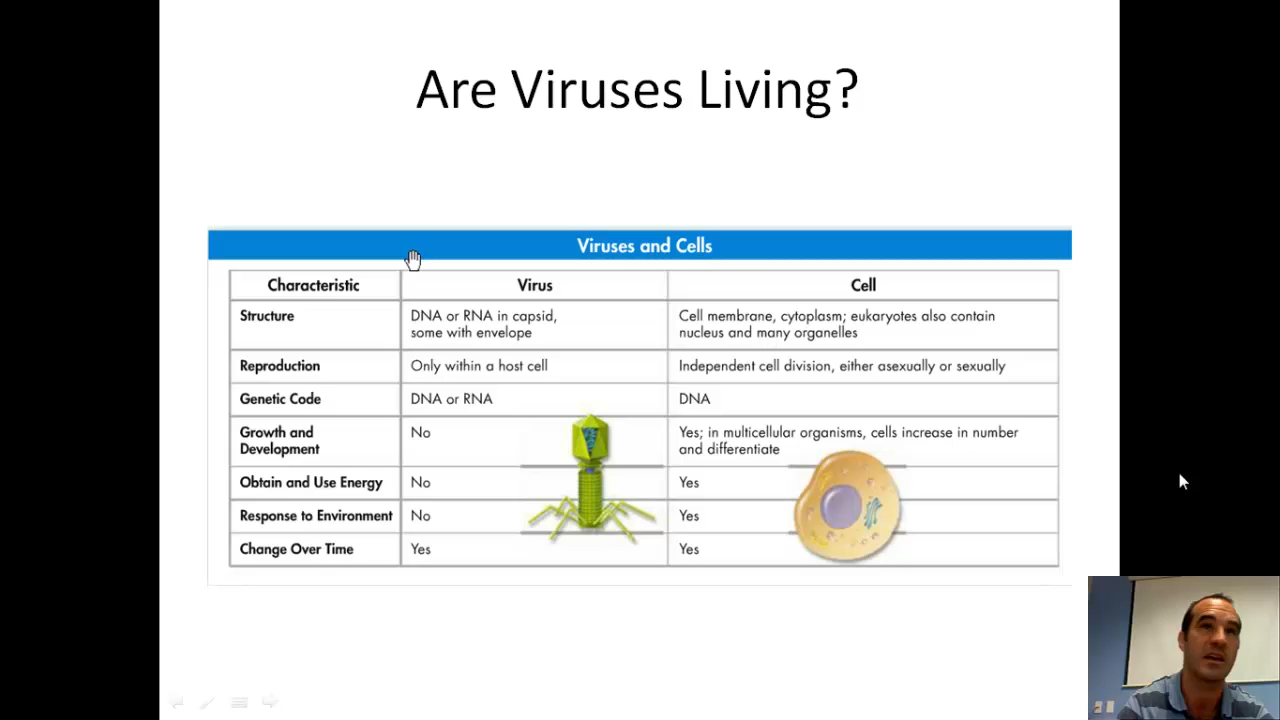 Are Viruses Living?
Viruses and Cells
Characteristic Virus Cell
Structure DNA or RNA in capsid, some with envelope Cell membrane, cytoplasm; eukaryotes also contain nucleus and many organelles
Reproduction Only within a host cell Independent cell division, either asexually or sexually
Genetic Code DNA or RNA DNA
Growth and Development No Yes; in multicellular organisms, cells increase in number and differentiate
Obtain and Use Energy No Yes
Response to Environment No Yes
Change Over Time Yes Yes